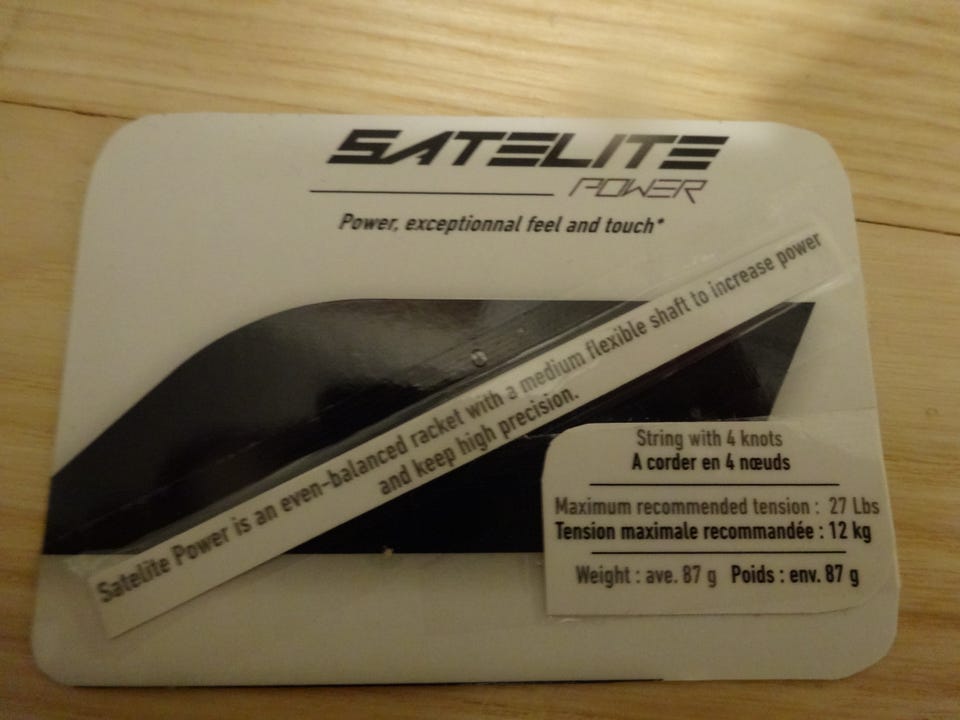 SATELITE
POWER
Power, exceptionnal feel and touch*
Satelite Power is an even-balanced racket with a medium flexible shaft to increase power
and keep high precision.
String with 4 knots
A corder en 4 nœuds
Maximum recommended tension : 27 Lbs
Tension maximale recommandée : 12 kg
Weight : ave. 87 g Poids : env. 87 g